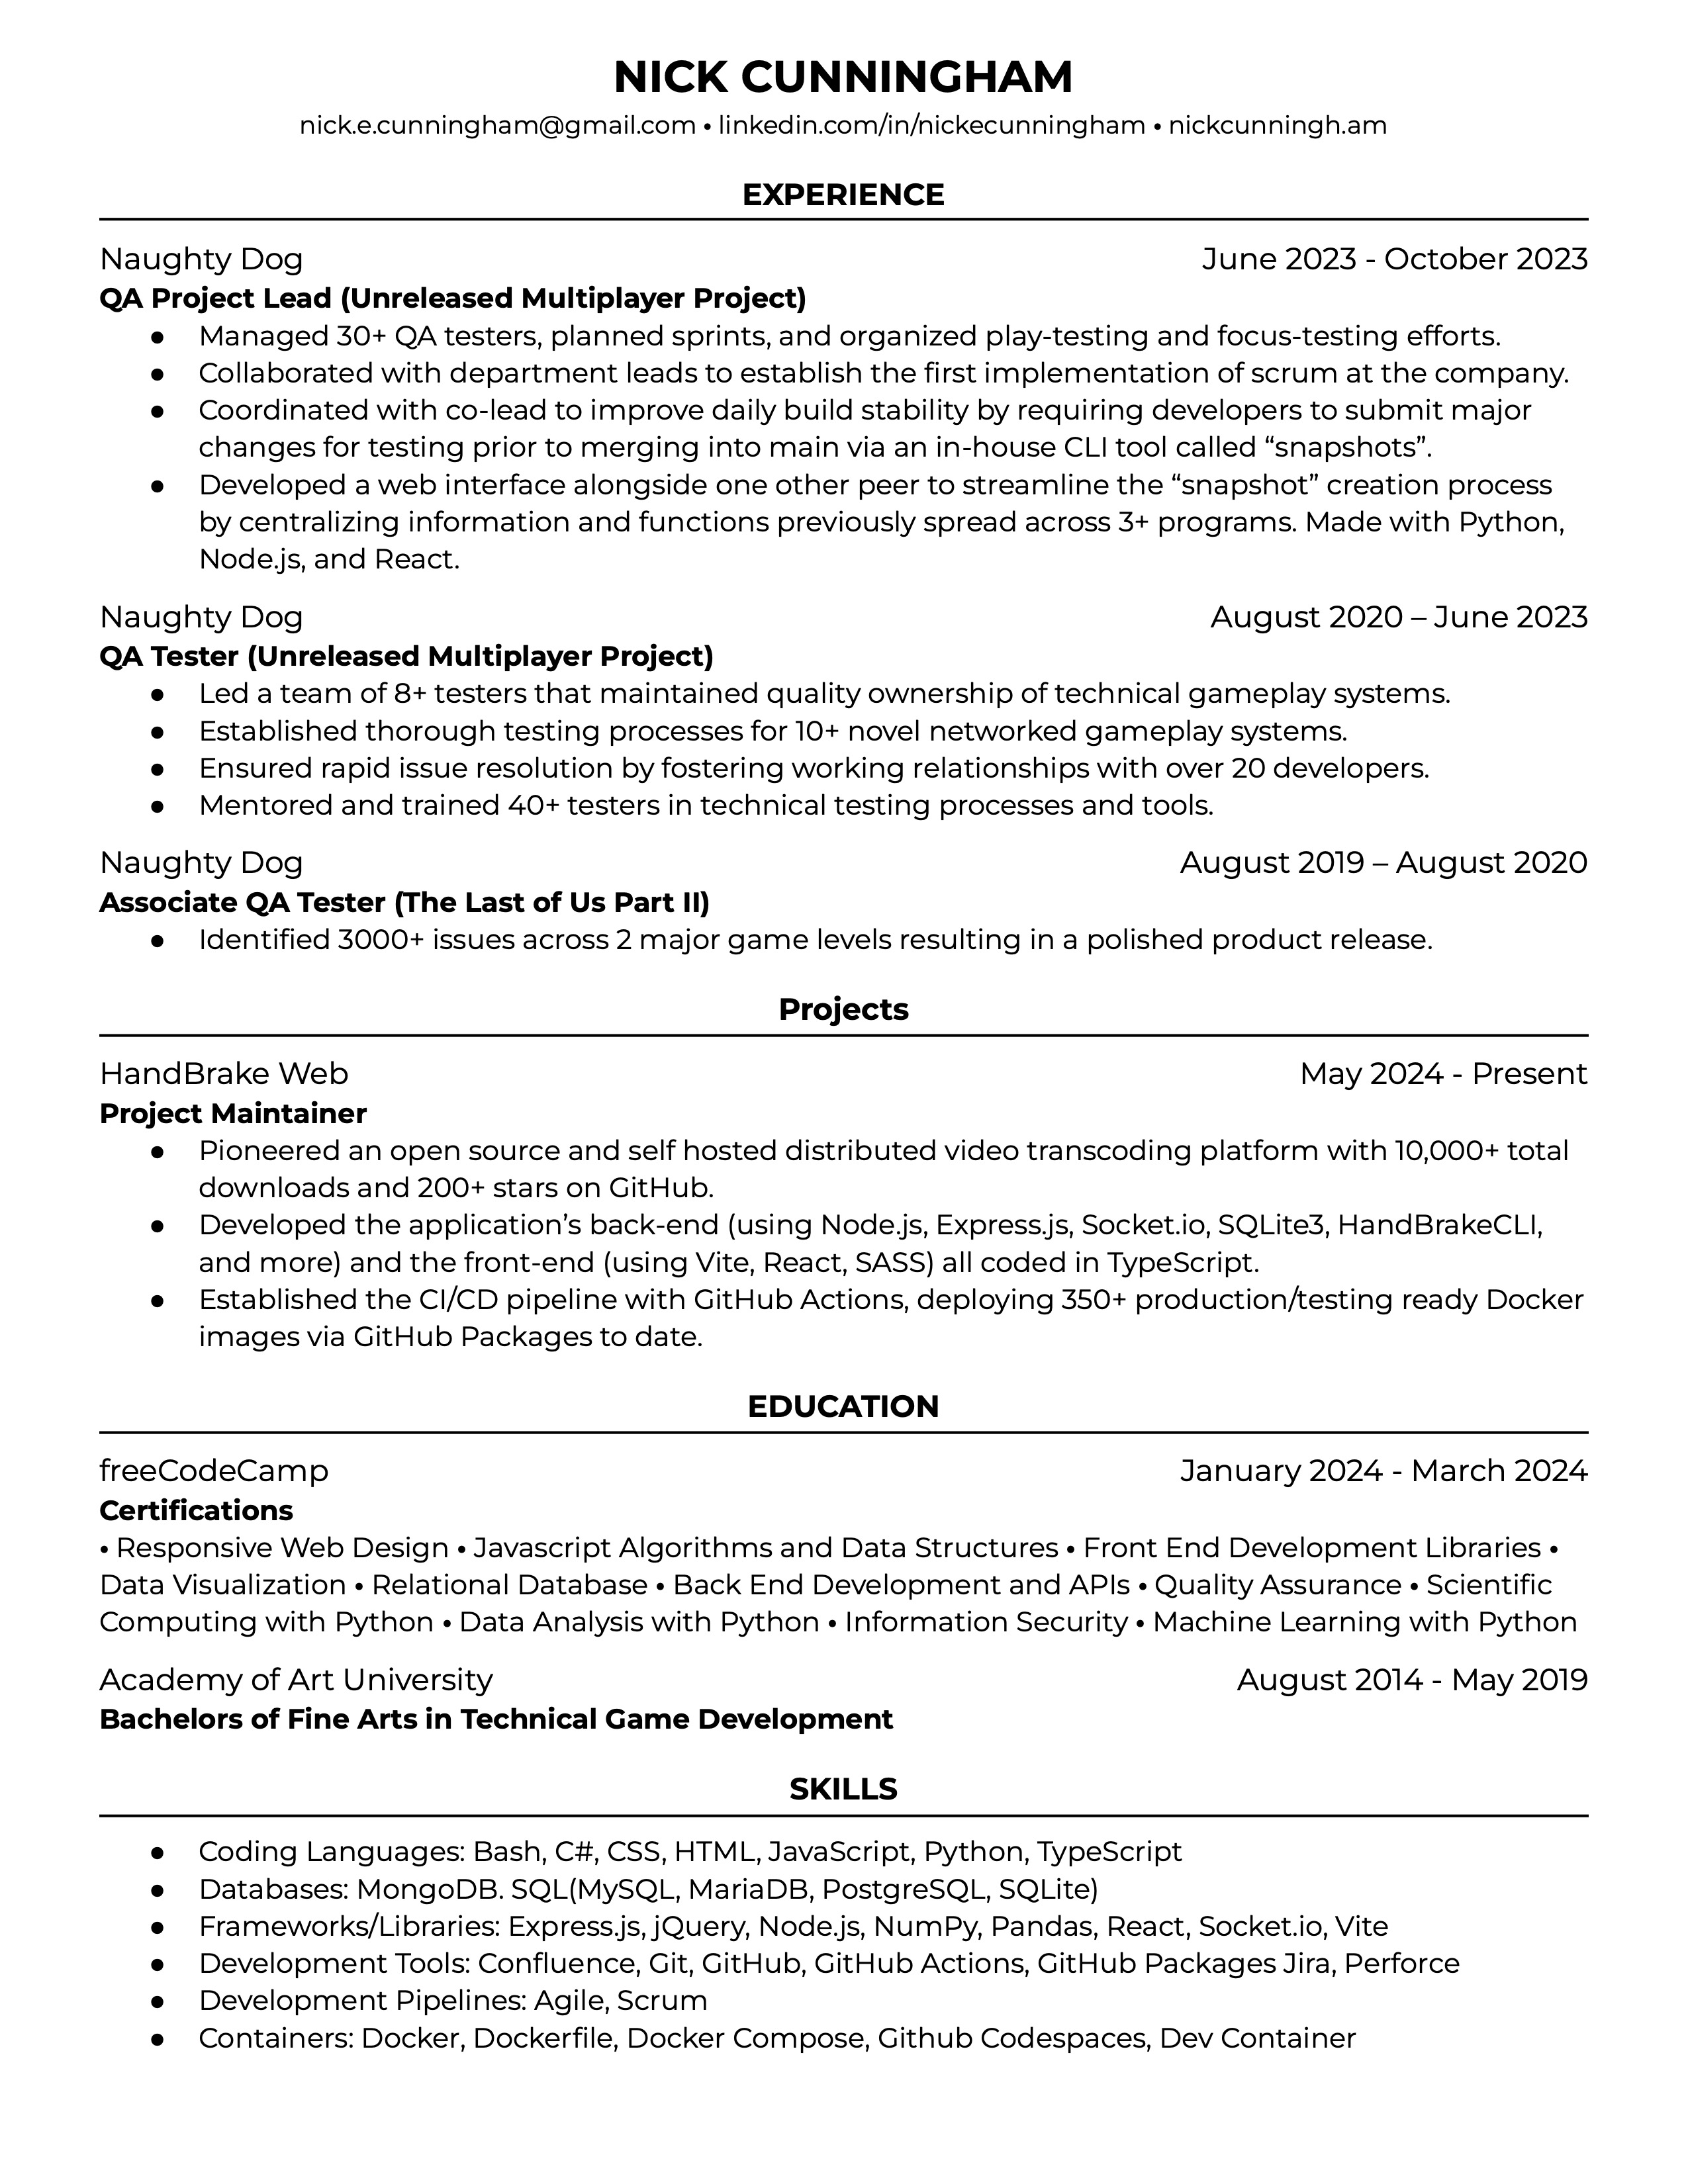 NICK CUNNINGHAM
nick.e.cunningham@gmail.com • linkedin.com/in/nickecunningham • nickcunningh.am
EXPERIENCE
Naughty Dog June 2023 - October 2023
QA Project Lead (Unreleased Multiplayer Project)
● Managed 30+ QA testers, planned sprints, and organized play-testing and focus-testing efforts.
● Collaborated with department leads to establish the first implementation of scrum at the company.
● Coordinated with co-lead to improve daily build stability by requiring developers to submit major
changes for testing prior to merging into main via an in-house CLI tool called “snapshots”.
● Developed a web interface alongside one other peer to streamline the “snapshot” creation process
by centralizing information and functions previously spread across 3+ programs. Made with Python,
Node.js, and React.
Naughty Dog August 2020 – June 2023
QA Tester (Unreleased Multiplayer Project)
● Led a team of 8+ testers that maintained quality ownership of technical gameplay systems.
● Established thorough testing processes for 10+ novel networked gameplay systems.
● Ensured rapid issue resolution by fostering working relationships with over 20 developers.
● Mentored and trained 40+ testers in technical testing processes and tools.
Naughty Dog August 2019 – August 2020
Associate QA Tester (The Last of Us Part II)
● Identified 3000+ issues across 2 major game levels resulting in a polished product release.
Projects
HandBrake Web May 2024 - Present
Project Maintainer
● Pioneered an open source and self hosted distributed video transcoding platform with 10,000+ total
downloads and 200+ stars on GitHub.
● Developed the application’s back-end (using Node.js, Express.js, Socket.io, SQLite3, HandBrakeCLI,
and more) and the front-end (using Vite, React, SASS) all coded in TypeScript.
● Established the CI/CD pipeline with GitHub Actions, deploying 350+ production/testing ready Docker
images via GitHub Packages to date.
EDUCATION
freeCodeCamp January 2024 - March 2024
Certifications
• Responsive Web Design • Javascript Algorithms and Data Structures • Front End Development Libraries •
Data Visualization • Relational Database • Back End Development and APIs • Quality Assurance • Scientific
Computing with Python • Data Analysis with Python • Information Security • Machine Learning with Python
Academy of Art University August 2014 - May 2019
Bachelors of Fine Arts in Technical Game Development
SKILLS
● Coding Languages: Bash, C#, CSS, HTML, JavaScript, Python, TypeScript
● Databases: MongoDB. SQL(MySQL, MariaDB, PostgreSQL, SQLite)
● Frameworks/Libraries: Express.js, jQuery, Node.js, NumPy, Pandas, React, Socket.io, Vite
● Development Tools: Confluence, Git, GitHub, GitHub Actions, GitHub Packages Jira, Perforce
● Development Pipelines: Agile, Scrum
● Containers: Docker, Dockerfile, Docker Compose, Github Codespaces, Dev Container